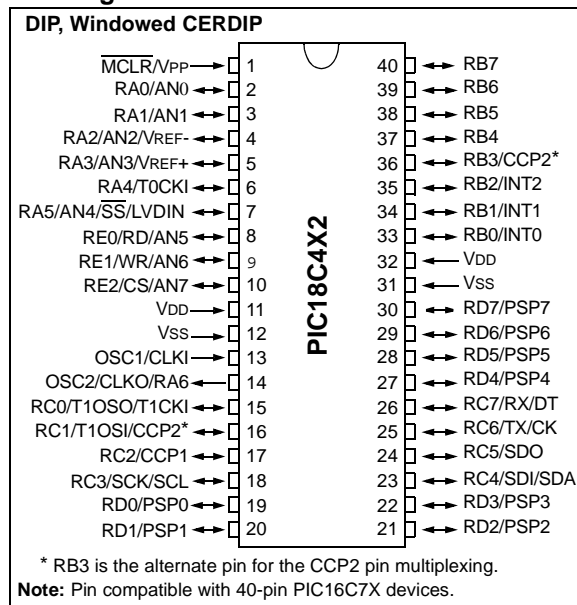 DIP, Windowed CERDIP
MCLR/VPP 1 40 RB7
RA0/AN0 2 39 RB6
RA1/AN1 3 38 RB5
RA2/AN2/VREF- 4 37 RB4
RA3/AN3/VREF+ 5 36 RB3/CCP2*
RA4/T0CKI 6 35 RB2/INT2
RA5/AN4/SS/LVDIN 7 34 RB1/INT1
RE0/RD/AN5 8 33 RB0/INT0
RE1/WR/AN6 9 32 VDD
RE2/CS/AN7 10 31 VSS
VDD 11 30 RD7/PSP7
VSS 12 29 RD6/PSP6
OSC1/CLKI 13 28 RD5/PSP5
OSC2/CLKO/RA6 14 27 RD4/PSP4
RC0/T1OSO/T1CKI 15 26 RC7/RX/DT
RC1/T1OSI/CCP2* 16 25 RC6/TX/CK
RC2/CCP1 17 24 RC5/SDO
RC3/SCK/SCL 18 23 RC4/SDI/SDA
RD0/PSP0 19 22 RD3/PSP3
RD1/PSP1 20 21 RD2/PSP2
PIC18C4X2
* RB3 is the alternate pin for the CCP2 pin multiplexing.
Note: Pin compatible with 40-pin PIC16C7X devices.